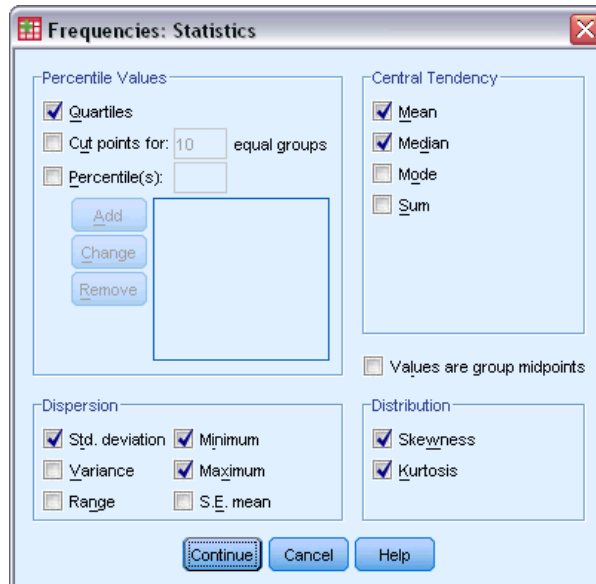 Frequencies: Statistics
Percentile Values
Quartiles
Cut points for: 10 equal groups
Percentile(s):
Add
Change
Remove
Central Tendency
Mean
Median
Mode
Sum
Values are group midpoints
Dispersion
Std. deviation Minimum
Variance Maximum
Range S.E. mean
Distribution
Skewness
Kurtosis
Continue Cancel Help